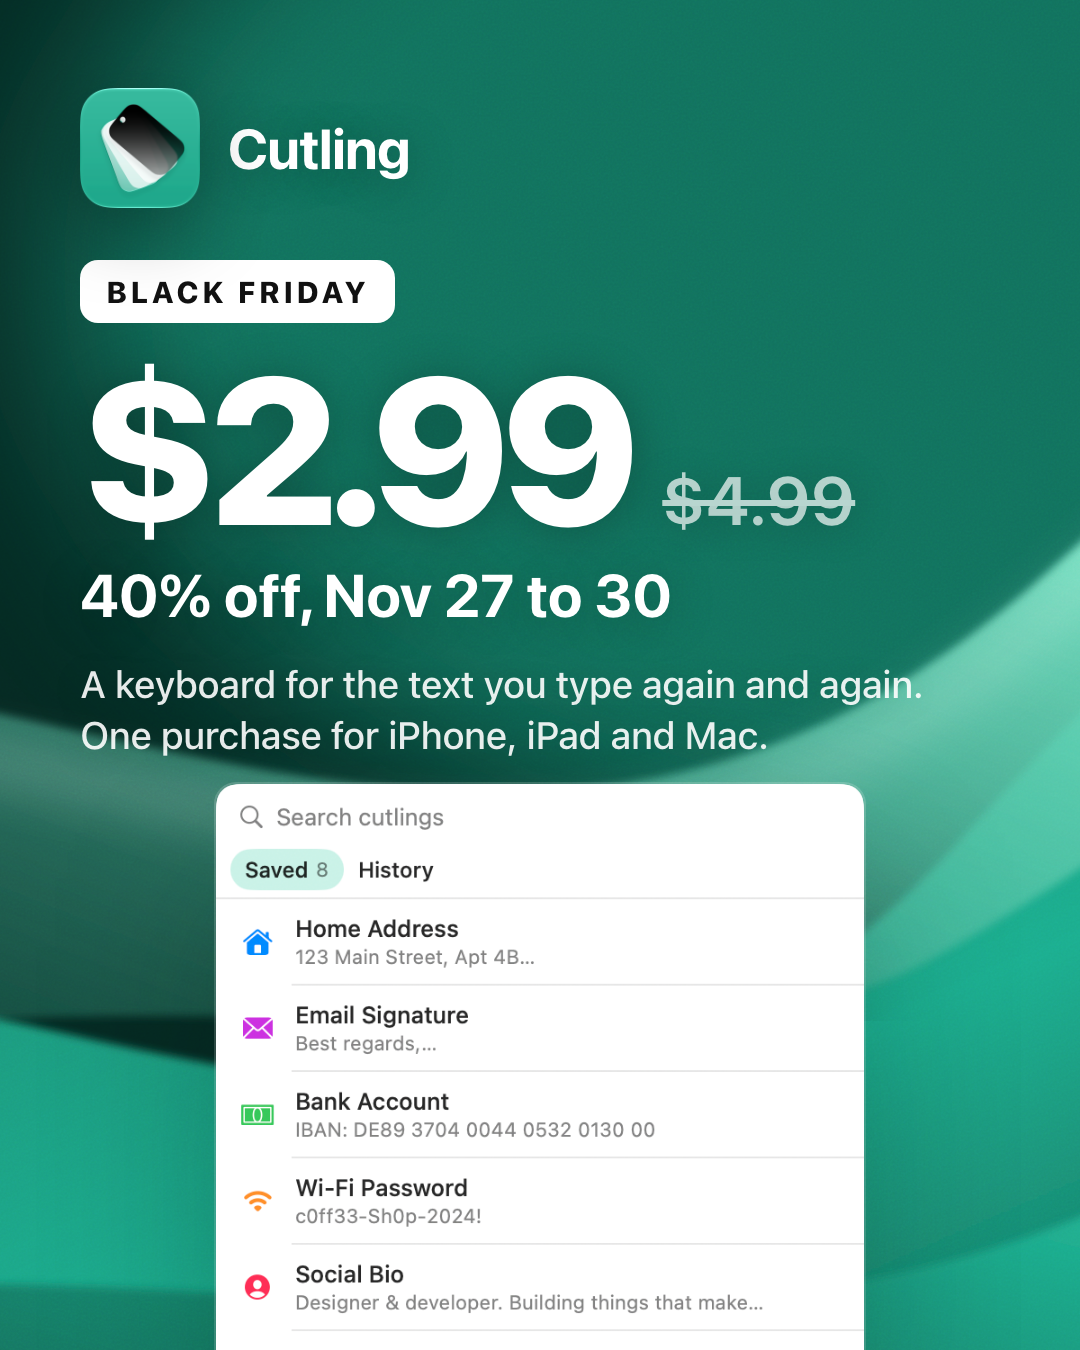 Cutling
BLACK FRIDAY
$2.99 $4.99
40% off, Nov 27 to 30
A keyboard for the text you type again and again.
One purchase for iPhone, iPad and Mac.
Search cutlings
Saved 8 History
Home Address
123 Main Street, Apt 4B...
Email Signature
Best regards,...
Bank Account
IBAN: DE89 3704 0044 0532 0130 00
Wi-Fi Password
c0ff33-Sh0p-2024!
Social Bio
Designer & developer. Building things that make...